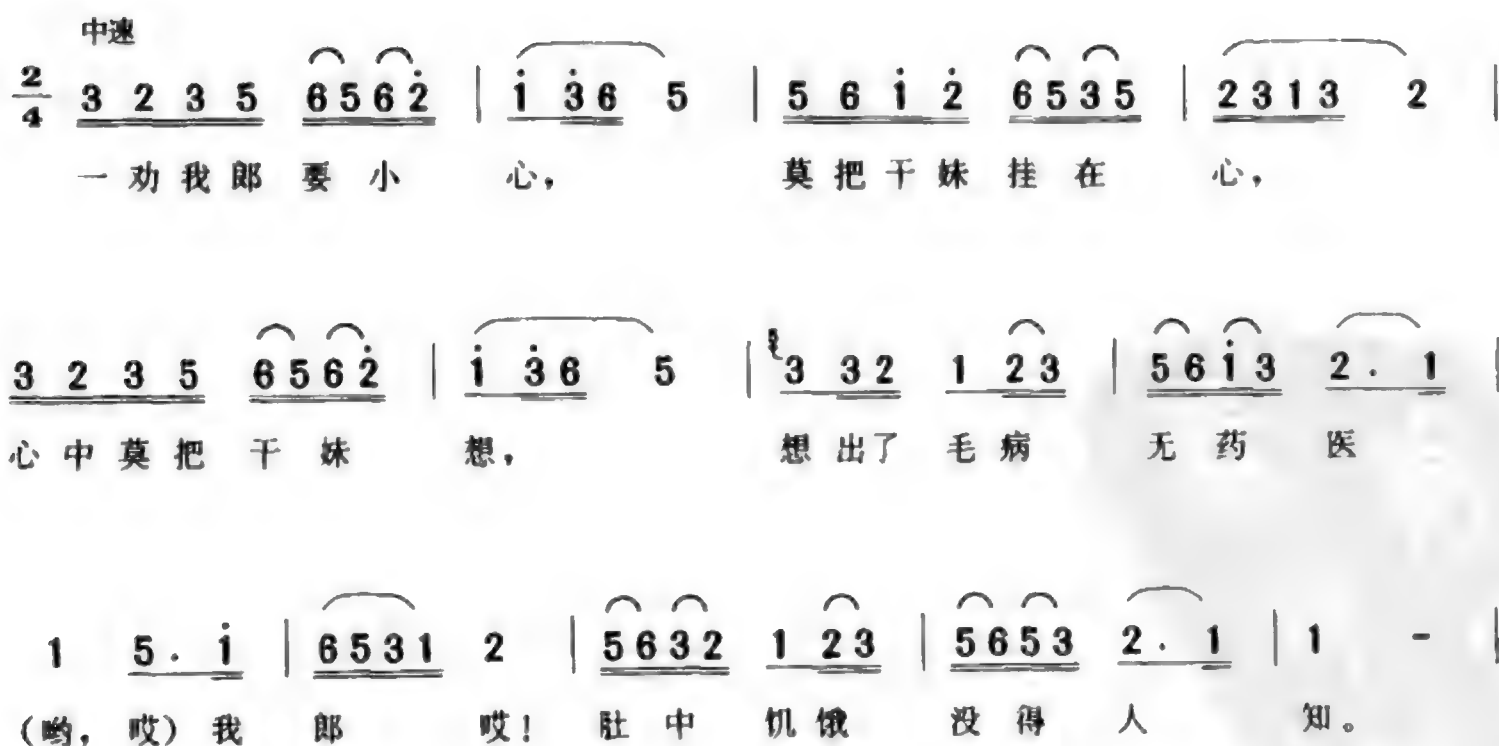 中速
2/4 3 2 3 5 6 5 6 2̇ | 1̇ 3̇ 6 5 | 5 6 1̇ 2̇ 6 5 3 5 | 2 3 1 3 2 |
一 劝 我 郎 要 小 心， 莫 把 干 妹 挂 在 心，
3 2 3 5 6 5 6 2̇ | 1̇ 3̇ 6 5 | 3 3 2 1 2 3 | 5 6 1̇ 3 2 . 1 |
心 中 莫 把 干 妹 想， 想 出了 毛 病 无 药 医
1 5 . 1̇ | 6 5 3 1 2 | 5 6 3 2 1 2 3 | 5 6 5 3 2 . 1 | 1 - |
（哟， 哎）我 郎 哎！ 肚 中 饥 饿 没 得 人 知。